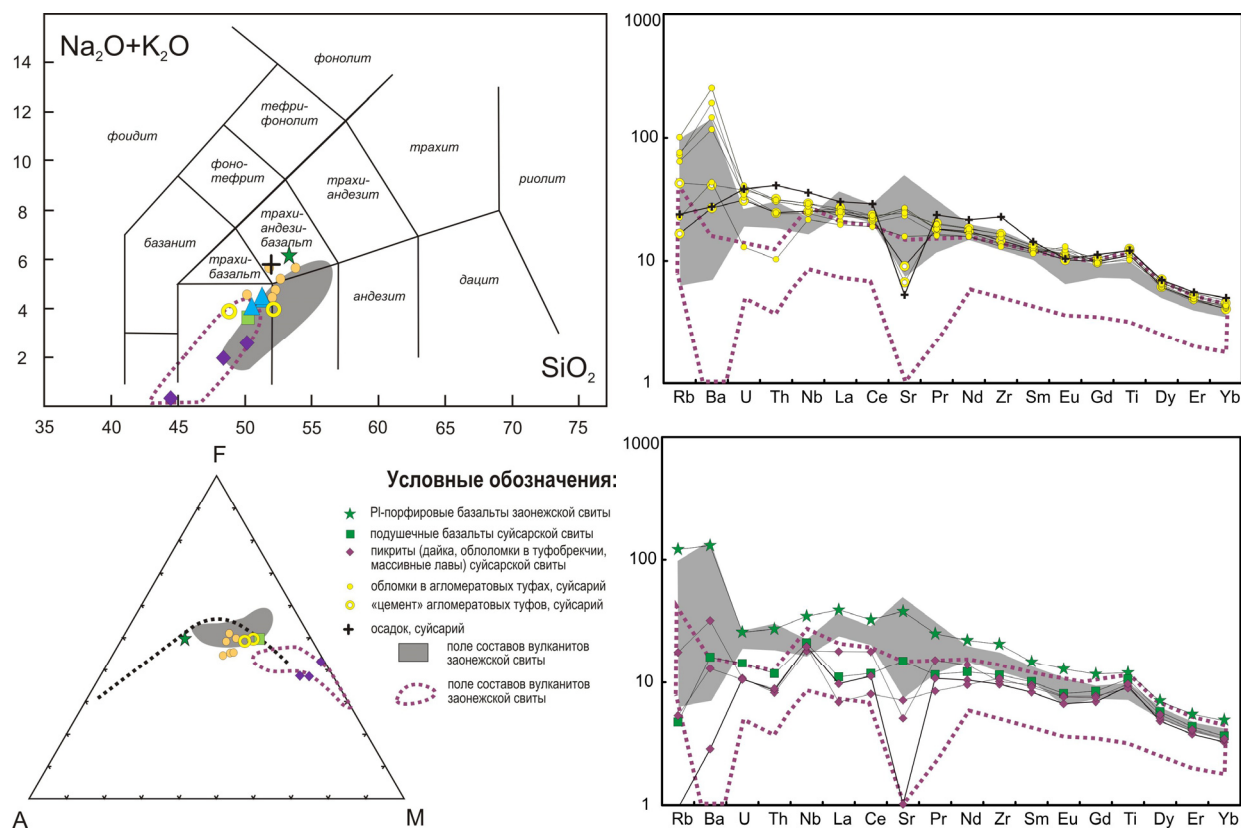 Na₂O+K₂O
14
12
10
8
6
4
2
фонолит
тефри-
фонолит
фоидит
фоно-
тефрит
трахит
трахи-
андезит
риолит
трахи-
андези-
базальт
базанит
трахи-
базальт
андезит
дацит
SiO₂
35 40 45 50 55 60 65 70 75
F
A
M
Условные обозначения:
Pl-порфировые базальты заонежской свиты
подушечные базальты суйсарской свиты
пикриты (дайка, облоломки в туфобрекчии,
массивные лавы) суйсарской свиты
обломки в агломератовых туфах, суйсарий
«цемент» агломератовых туфов, суйсарий
осадок, суйсарий
поле составов вулканитов
заонежской свиты
поле составов вулканитов
заонежской свиты
1000
100
10
1
Rb Ba U Th Nb La Ce Sr Pr Nd Zr Sm Eu Gd Ti Dy Er Yb
1000
100
10
1
Rb Ba U Th Nb La Ce Sr Pr Nd Zr Sm Eu Gd Ti Dy Er Yb